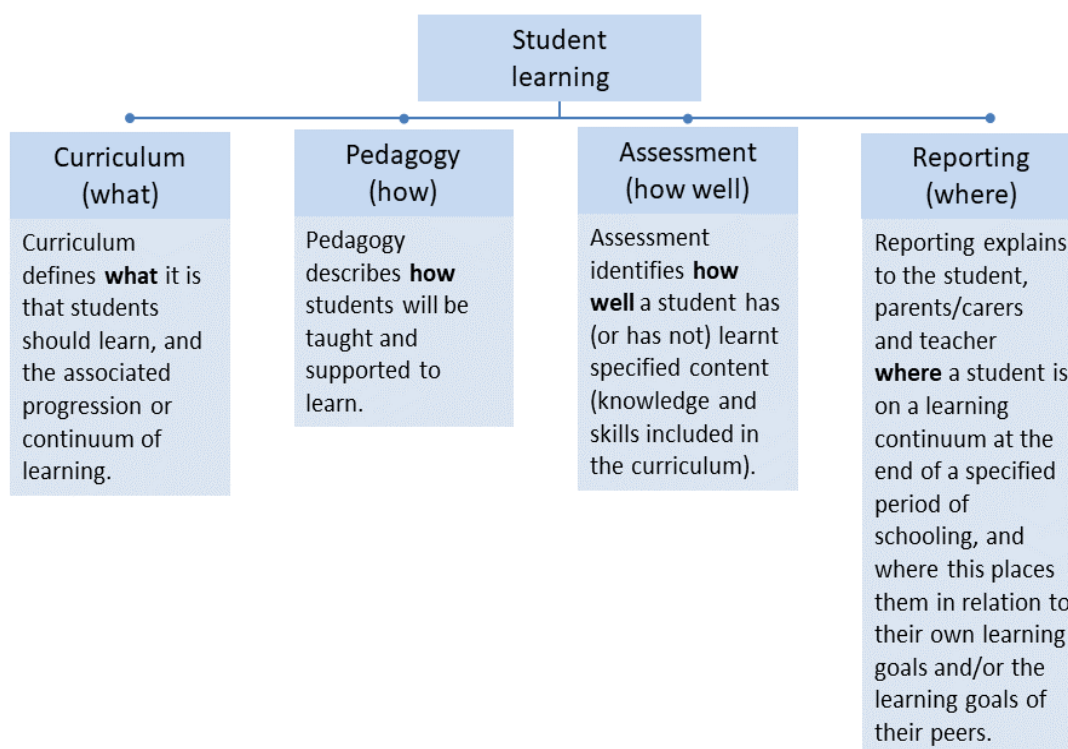 Student
learning
Curriculum
(what)
Curriculum
defines what it is
that students
should learn, and
the associated
progression or
continuum of
learning.
Pedagogy
(how)
Pedagogy
describes how
students will be
taught and
supported to
learn.
Assessment
(how well)
Assessment
identifies how
well a student has
(or has not) learnt
specified content
(knowledge and
skills included in
the curriculum).
Reporting
(where)
Reporting explains
to the student,
parents/carers
and teacher
where a student is
on a learning
continuum at the
end of a specified
period of
schooling, and
where this places
them in relation to
their own learning
goals and/or the
learning goals of
their peers.